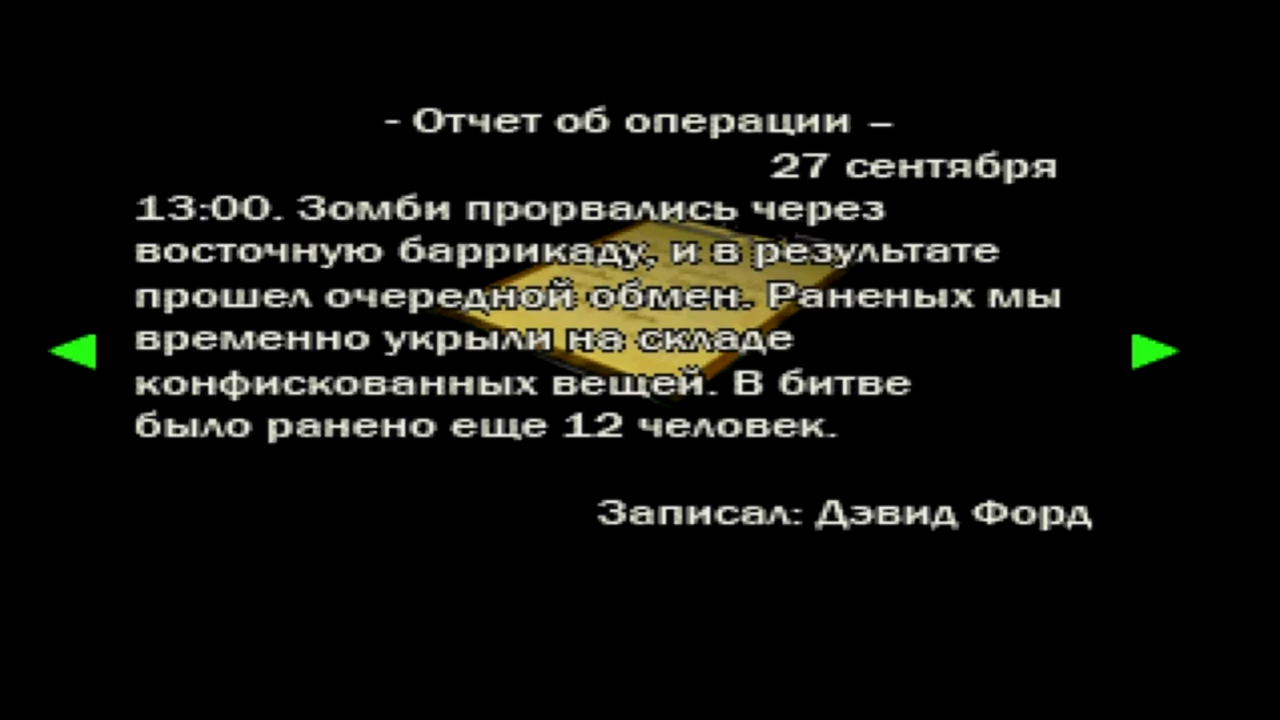 - Отчет об операции –
27 сентября
13:00. Зомби прорвались через
восточную баррикаду, и в результате
прошел очередной обмен. Раненых мы
временно укрыли на складе
конфискованных вещей. В битве
было ранено еще 12 человек.
Записал: Дэвид Форд